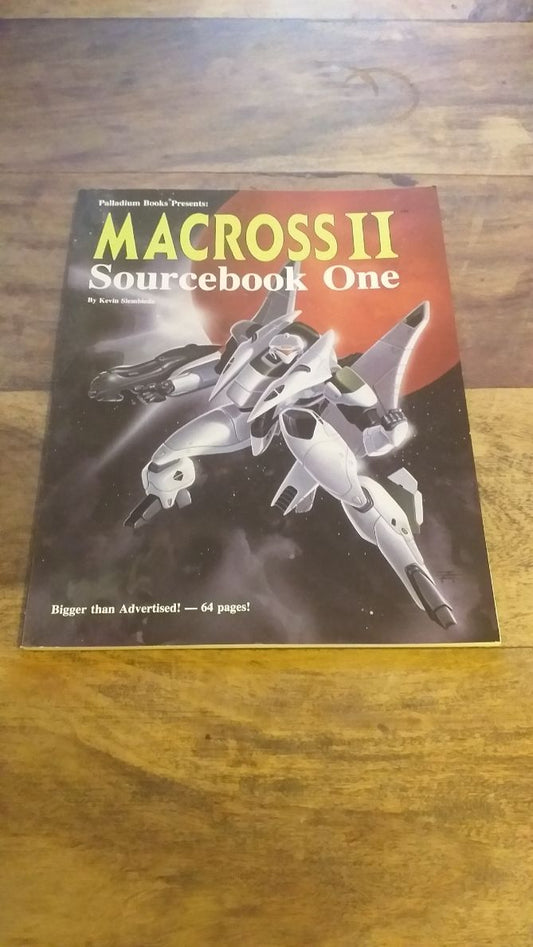 Palladium Books® Presents:
MACROSS II
Sourcebook One
By Kevin Siembieda
Bigger than Advertised! — 64 pages!